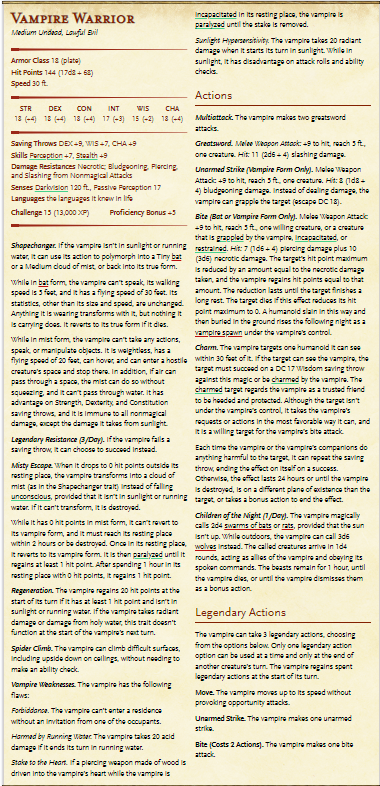 Vampire Warrior
Medium Undead, Lawful Evil
Armor Class 18 (plate)
Hit Points 144 (17d8 + 68)
Speed 30 ft.
STR DEX CON INT WIS CHA
18 (+4) 18 (+4) 18 (+4) 17 (+3) 15 (+2) 18 (+4)
Saving Throws DEX +9, WIS +7, CHA +9
Skills Perception +7, Stealth +9
Damage Resistances Necrotic; Bludgeoning, Piercing,
and Slashing from Nonmagical Attacks
Senses Darkvision 120 ft., Passive Perception 17
Languages the languages it knew in life
Challenge 15 (13,000 XP) Proficiency Bonus +5
Shapechanger. If the vampire isn't in sunlight or running
water, it can use its action to polymorph into a Tiny bat
or a Medium cloud of mist, or back into its true form.
While in bat form, the vampire can't speak, its walking
speed is 5 feet, and it has a flying speed of 30 feet. Its
statistics, other than its size and speed, are unchanged.
Anything it is wearing transforms with it, but nothing it
is carrying does. It reverts to its true form if it dies.
While in mist form, the vampire can't take any actions,
speak, or manipulate objects. It is weightless, has a
flying speed of 20 feet, can hover, and can enter a hostile
creature's space and stop there. In addition, if air can
pass through a space, the mist can do so without
squeezing, and it can't pass through water. It has
advantage on Strength, Dexterity, and Constitution
saving throws, and it is immune to all nonmagical
damage, except the damage it takes from sunlight.
Legendary Resistance (3/Day). If the vampire fails a
saving throw, it can choose to succeed instead.
Misty Escape. When it drops to 0 hit points outside its
resting place, the vampire transforms into a cloud of
mist (as in the Shapechanger trait) instead of falling
unconscious, provided that it isn't in sunlight or running
water. If it can't transform, it is destroyed.
While it has 0 hit points in mist form, it can't revert to
its vampire form, and it must reach its resting place
within 2 hours or be destroyed. Once in its resting place,
it reverts to its vampire form. It is then paralyzed until it
regains at least 1 hit point. After spending 1 hour in its
resting place with 0 hit points, it regains 1 hit point.
Regeneration. The vampire regains 20 hit points at the
start of its turn if it has at least 1 hit point and isn't in
sunlight or running water. If the vampire takes radiant
damage or damage from holy water, this trait doesn't
function at the start of the vampire's next turn.
Spider Climb. The vampire can climb difficult surfaces,
including upside down on ceilings, without needing to
make an ability check.
Vampire Weaknesses. The vampire has the following
flaws:
Forbiddance. The vampire can't enter a residence
without an invitation from one of the occupants.
Harmed by Running Water. The vampire takes 20 acid
damage if it ends its turn in running water.
Stake to the Heart. If a piercing weapon made of wood is
driven into the vampire's heart while the vampire is
incapacitated in its resting place, the vampire is
paralyzed until the stake is removed.
Sunlight Hypersensitivity. The vampire takes 20 radiant
damage when it starts its turn in sunlight. While in
sunlight, it has disadvantage on attack rolls and ability
checks.
Actions
Multiattack. The vampire makes two greatsword
attacks.
Greatsword. Melee Weapon Attack: +9 to hit, reach 5 ft.,
one creature. Hit: 11 (2d6 + 4) slashing damage.
Unarmed Strike (Vampire Form Only). Melee Weapon
Attack: +9 to hit, reach 5 ft., one creature. Hit: 8 (1d8 +
4) bludgeoning damage. Instead of dealing damage, the
vampire can grapple the target (escape DC 18).
Bite (Bat or Vampire Form Only). Melee Weapon Attack:
+9 to hit, reach 5 ft., one willing creature, or a creature
that is grappled by the vampire, incapacitated, or
restrained. Hit: 7 (1d6 + 4) piercing damage plus 10
(3d6) necrotic damage. The target's hit point maximum
is reduced by an amount equal to the necrotic damage
taken, and the vampire regains hit points equal to that
amount. The reduction lasts until the target finishes a
long rest. The target dies if this effect reduces its hit
point maximum to 0. A humanoid slain in this way and
then buried in the ground rises the following night as a
vampire spawn under the vampire's control.
Charm. The vampire targets one humanoid it can see
within 30 feet of it. If the target can see the vampire, the
target must succeed on a DC 17 Wisdom saving throw
against this magic or be charmed by the vampire. The
charmed target regards the vampire as a trusted friend
to be heeded and protected. Although the target isn't
under the vampire's control, it takes the vampire's
requests or actions in the most favorable way it can, and
it is a willing target for the vampire's bite attack.
Each time the vampire or the vampire's companions do
anything harmful to the target, it can repeat the saving
throw, ending the effect on itself on a success.
Otherwise, the effect lasts 24 hours or until the vampire
is destroyed, is on a different plane of existence than the
target, or takes a bonus action to end the effect.
Children of the Night (1/Day). The vampire magically
calls 2d4 swarms of bats or rats, provided that the sun
isn't up. While outdoors, the vampire can call 3d6
wolves instead. The called creatures arrive in 1d4
rounds, acting as allies of the vampire and obeying its
spoken commands. The beasts remain for 1 hour, until
the vampire dies, or until the vampire dismisses them
as a bonus action.
Legendary Actions
The vampire can take 3 legendary actions, choosing
from the options below. Only one legendary action
option can be used at a time and only at the end of
another creature's turn. The vampire regains spent
legendary actions at the start of its turn.
Move. The vampire moves up to its speed without
provoking opportunity attacks.
Unarmed Strike. The vampire makes one unarmed
strike.
Bite (Costs 2 Actions). The vampire makes one bite
attack.